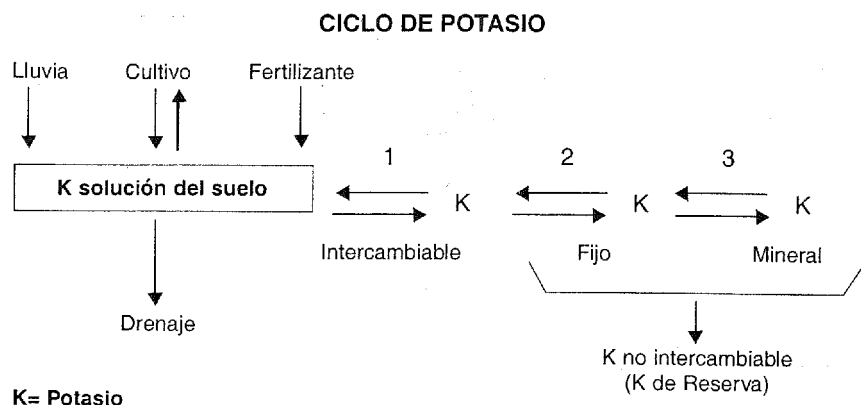 CICLO DE POTASIO
Lluvia Cultivo Fertilizante
1 2 3
K solución del suelo
K K K
Intercambiable Fijo Mineral
Drenaje
K no intercambiable
(K de Reserva)
K= Potasio